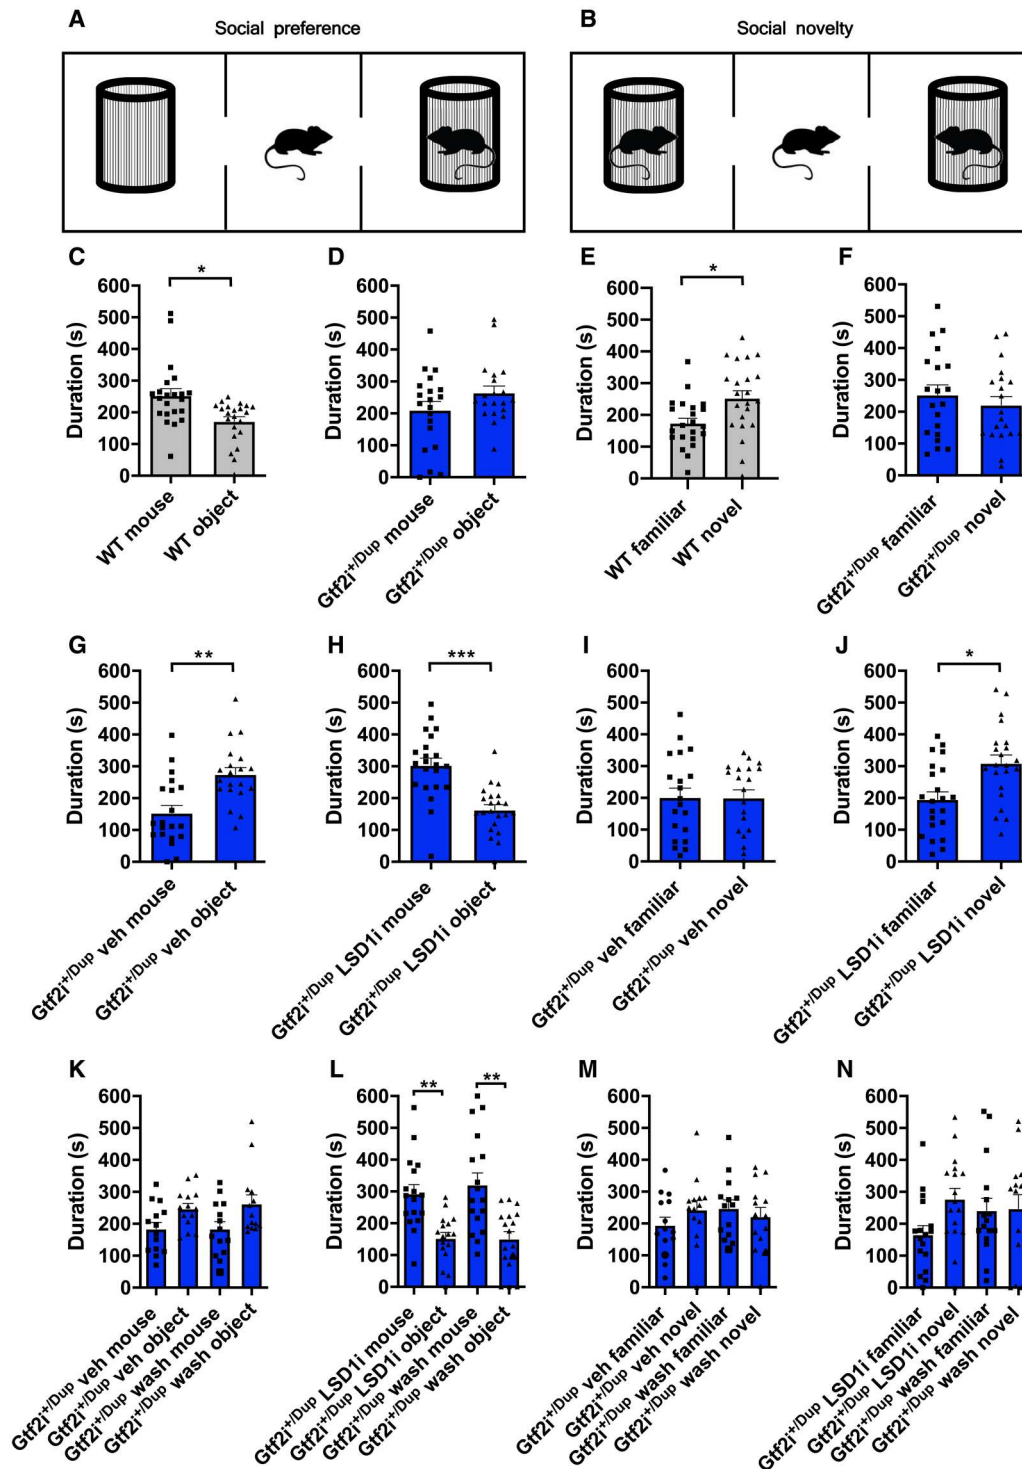 A
Social preference
B
Social novelty
C
Duration (s)
600
500
400
300
200
100
0
*
WT mouse
WT object
D
Duration (s)
600
500
400
300
200
100
0
Gtf2i+/Dup mouse
Gtf2i+/Dup object
E
Duration (s)
600
500
400
300
200
100
0
*
WT familiar
WT novel
F
Duration (s)
600
500
400
300
200
100
0
Gtf2i+/Dup familiar
Gtf2i+/Dup novel
G
Duration (s)
600
500
400
300
200
100
0
**
Gtf2i+/Dup veh mouse
Gtf2i+/Dup veh object
H
Duration (s)
600
500
400
300
200
100
0
***
Gtf2i+/Dup LSD1i mouse
Gtf2i+/Dup LSD1i object
I
Duration (s)
600
500
400
300
200
100
0
Gtf2i+/Dup veh familiar
Gtf2i+/Dup veh novel
J
Duration (s)
600
500
400
300
200
100
0
*
Gtf2i+/Dup LSD1i familiar
Gtf2i+/Dup LSD1i novel
K
Duration (s)
600
500
400
300
200
100
0
Gtf2i+/Dup veh mouse
Gtf2i+/Dup veh object
Gtf2i+/Dup wash mouse
Gtf2i+/Dup wash object
L
Duration (s)
600
500
400
300
200
100
0
**
**
Gtf2i+/Dup LSD1i mouse
Gtf2i+/Dup LSD1i object
Gtf2i+/Dup wash mouse
Gtf2i+/Dup wash object
M
Duration (s)
600
500
400
300
200
100
0
Gtf2i+/Dup veh familiar
Gtf2i+/Dup veh novel
Gtf2i+/Dup wash familiar
Gtf2i+/Dup wash novel
N
Duration (s)
600
500
400
300
200
100
0
Gtf2i+/Dup LSD1i familiar
Gtf2i+/Dup LSD1i novel
Gtf2i+/Dup wash familiar
Gtf2i+/Dup wash novel